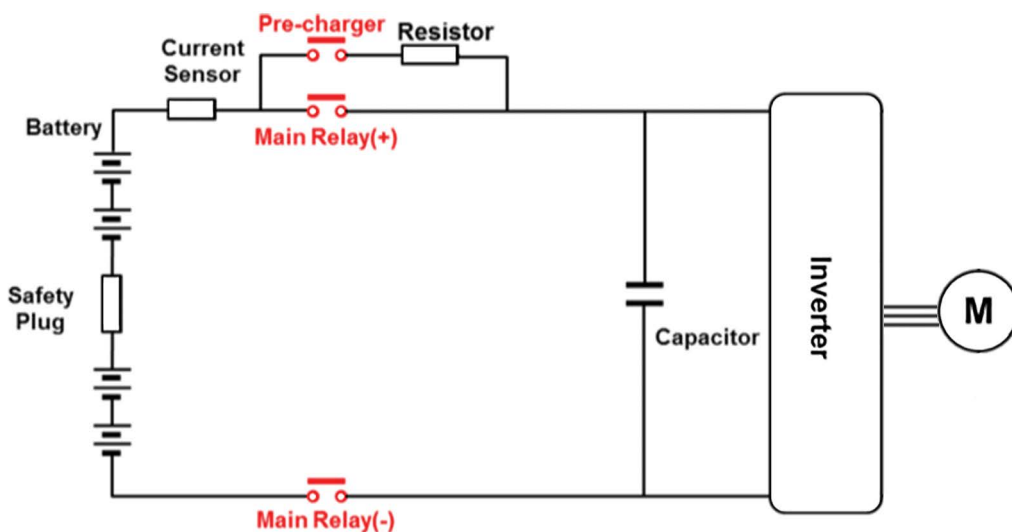 Pre-charger
Resistor
Current
Sensor
Main Relay(+)
Battery
Safety
Plug
Capacitor
Inverter
M
Main Relay(-)